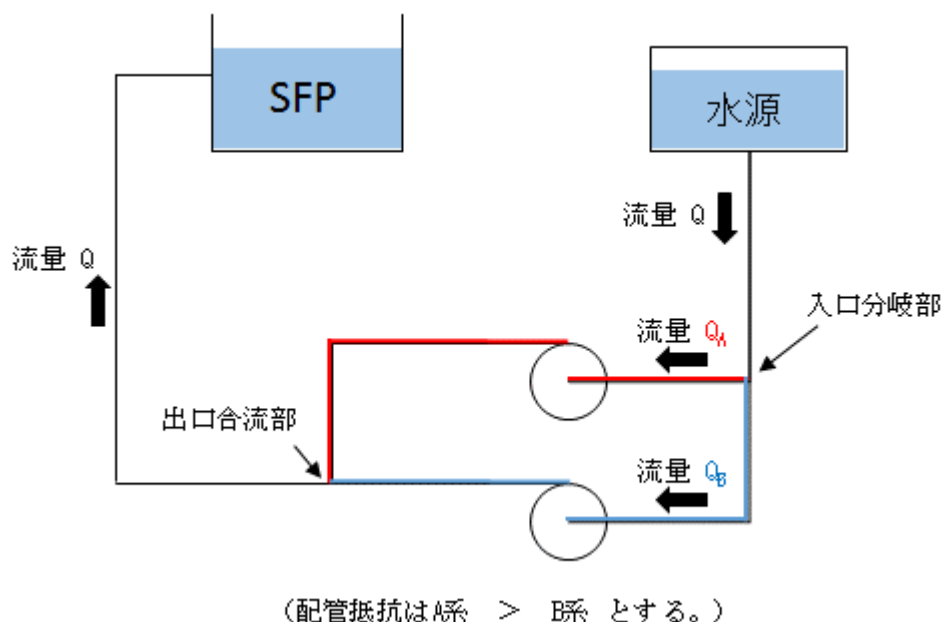 SFP
水源
流量 Q
流量 Q
入口分岐部
流量 QA
出口合流部
流量 QB
（配管抵抗はA系 ＞ B系 とする。）